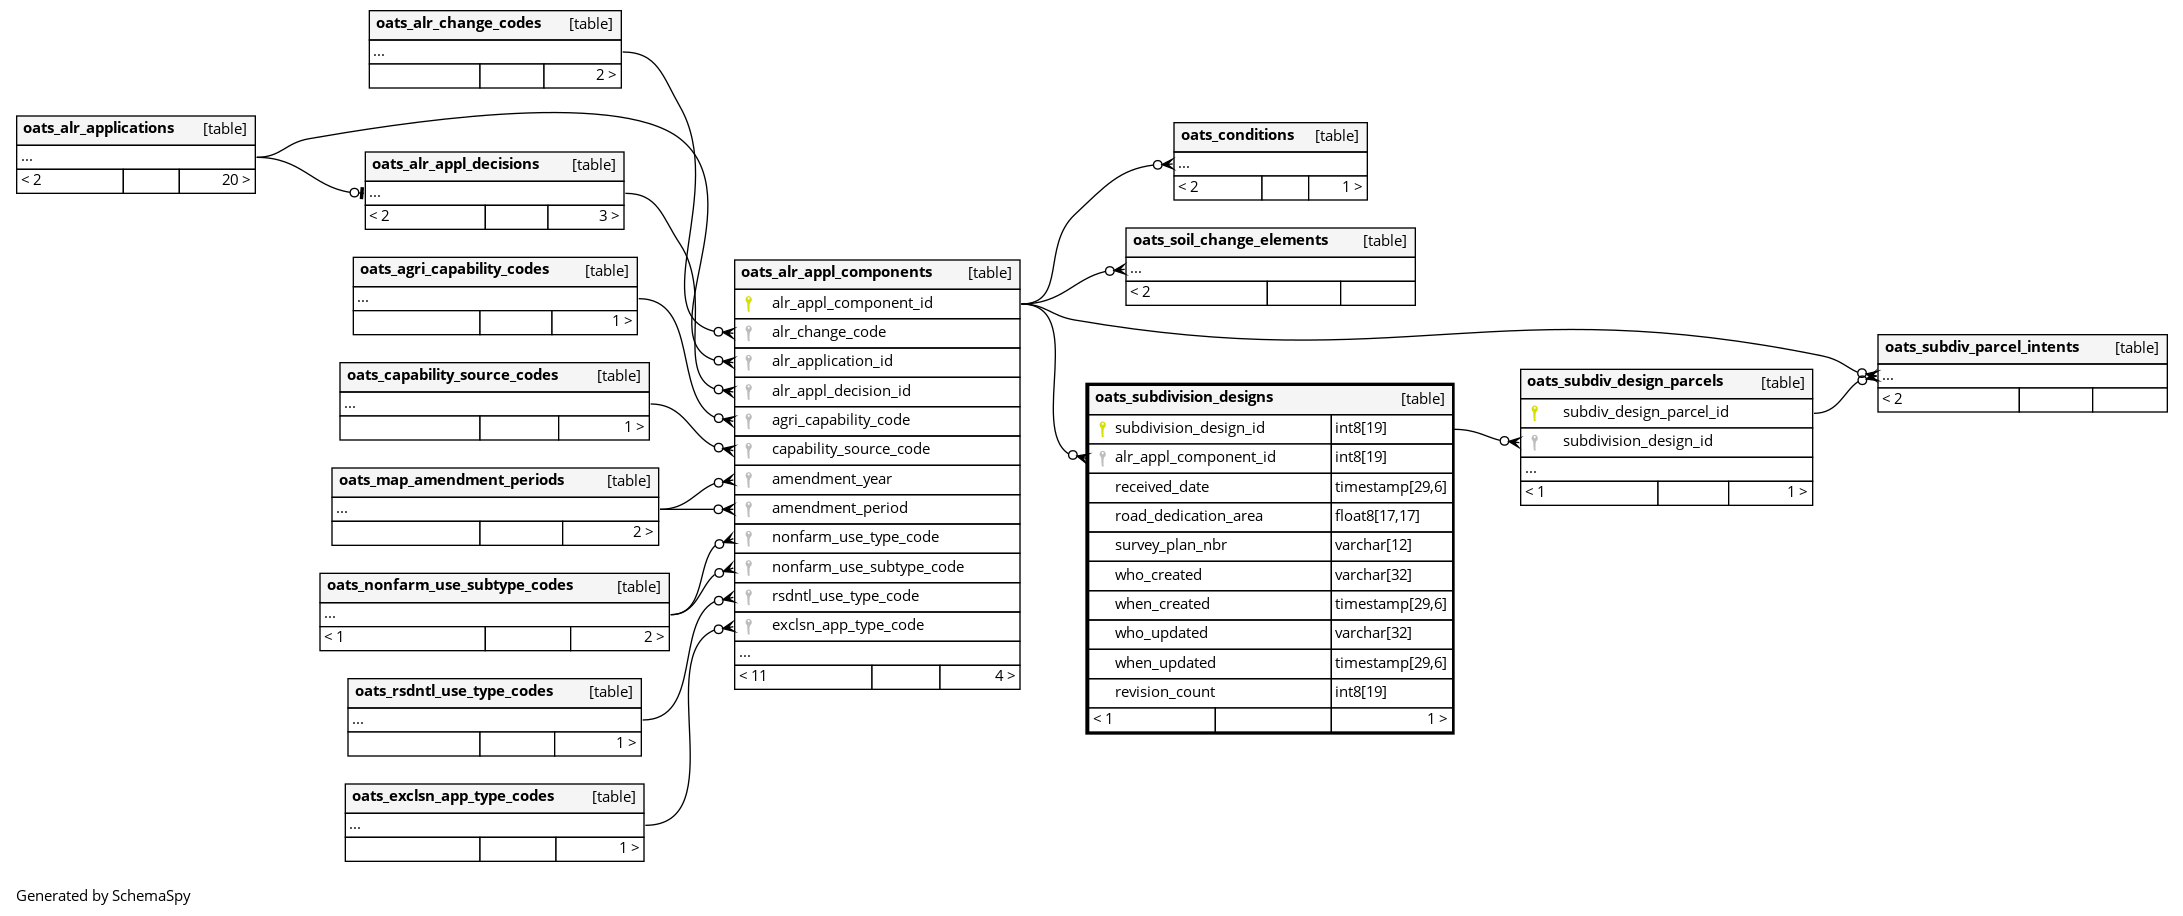 oats_alr_change_codes [table]
...
2 >
oats_alr_applications [table]
...
< 2 20 >
oats_alr_appl_decisions [table]
...
< 2 3 >
oats_agri_capability_codes [table]
...
1 >
oats_capability_source_codes [table]
...
1 >
oats_map_amendment_periods [table]
...
2 >
oats_nonfarm_use_subtype_codes [table]
...
< 1 2 >
oats_rsdntl_use_type_codes [table]
...
1 >
oats_exclsn_app_type_codes [table]
...
1 >
oats_alr_appl_components [table]
alr_appl_component_id
alr_change_code
alr_application_id
alr_appl_decision_id
agri_capability_code
capability_source_code
amendment_year
amendment_period
nonfarm_use_type_code
nonfarm_use_subtype_code
rsdntl_use_type_code
exclsn_app_type_code
...
< 11 4 >
oats_conditions [table]
...
< 2 1 >
oats_soil_change_elements [table]
...
< 2
oats_subdivision_designs [table]
subdivision_design_id int8[19]
alr_appl_component_id int8[19]
received_date timestamp[29,6]
road_dedication_area float8[17,17]
survey_plan_nbr varchar[12]
who_created varchar[32]
when_created timestamp[29,6]
who_updated varchar[32]
when_updated timestamp[29,6]
revision_count int8[19]
< 1 1 >
oats_subdiv_design_parcels [table]
subdiv_design_parcel_id
subdivision_design_id
...
< 1 1 >
oats_subdiv_parcel_intents [table]
...
< 2
Generated by SchemaSpy